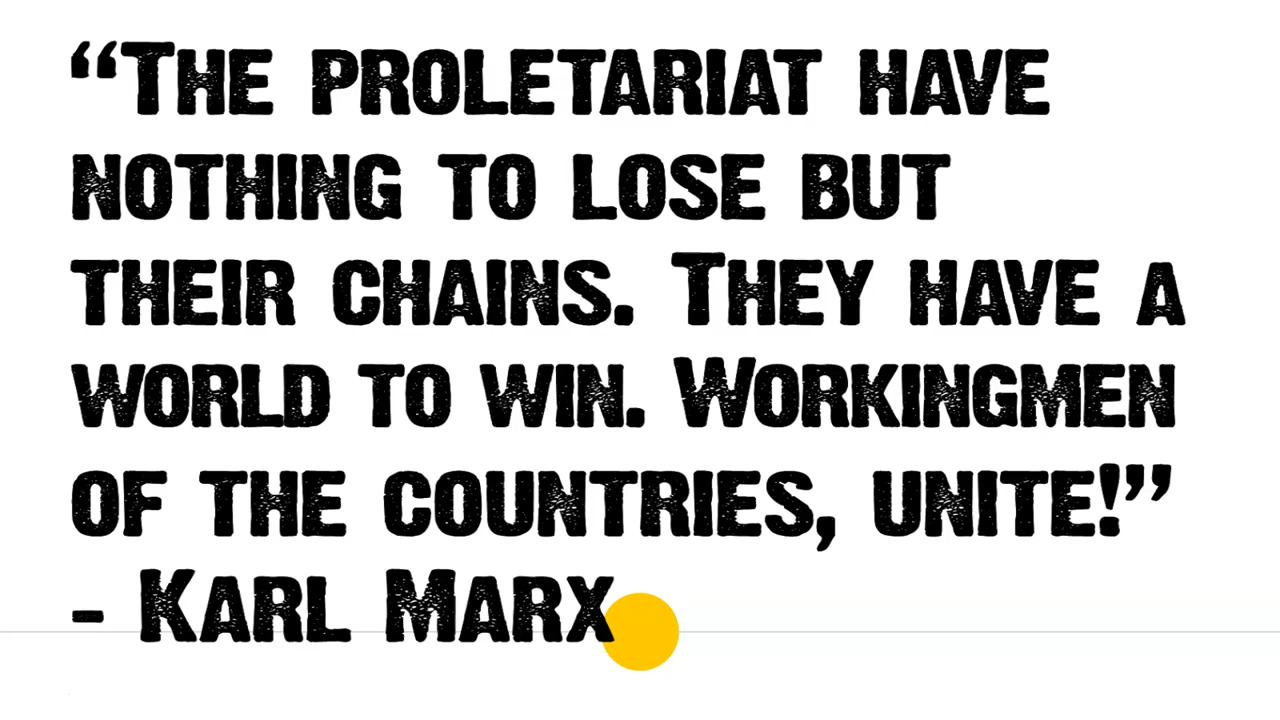 “The proletariat have
nothing to lose but
their chains. They have a
world to win. Workingmen
of the countries, unite!”
- Karl Marx